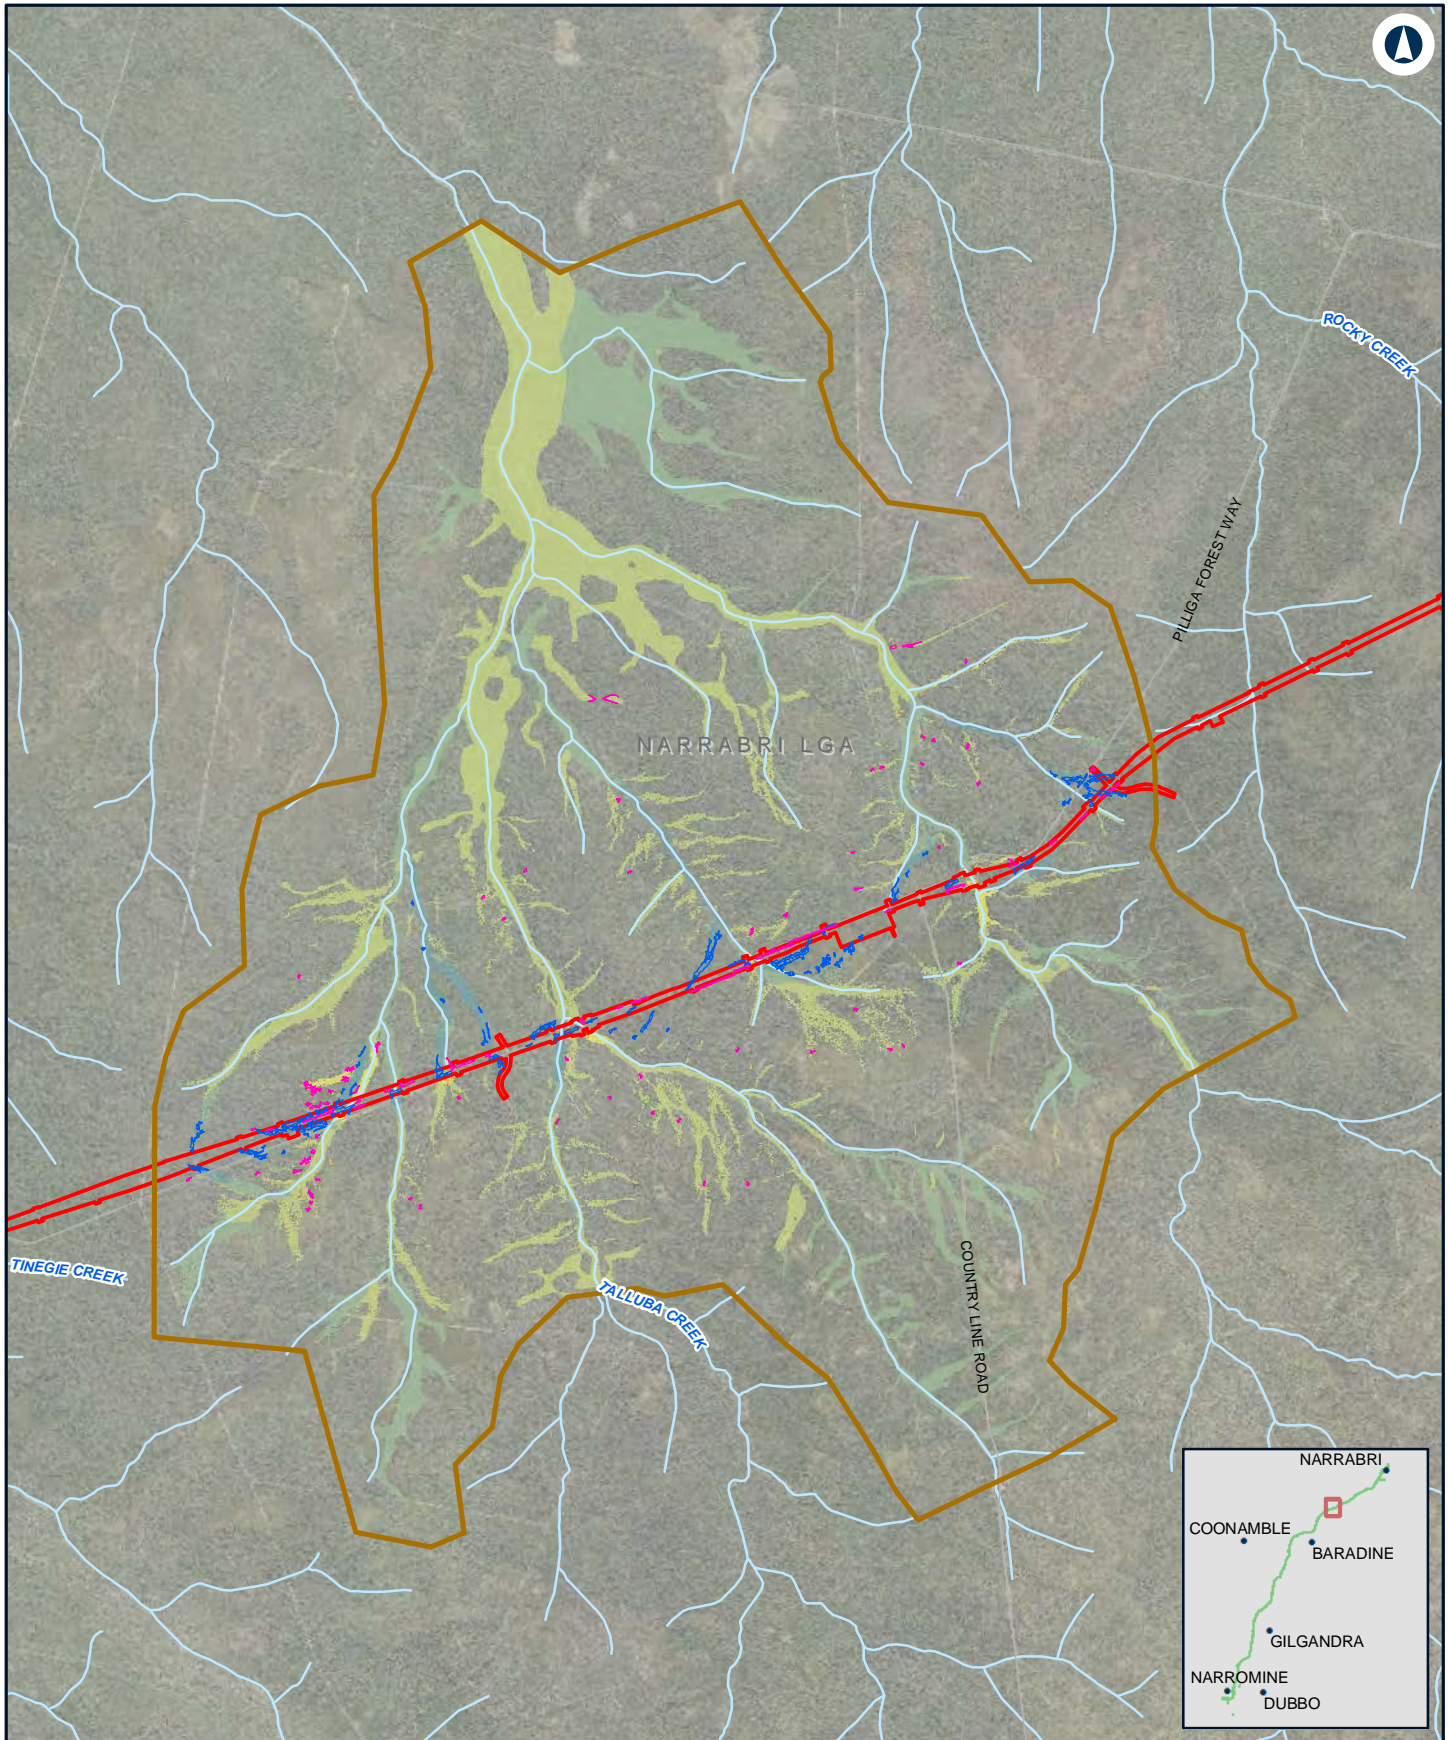 ROCKY CREEK
PILLIGA FOREST WAY
NARRABRI LGA
TINEGIE CREEK
TALLUBA CREEK
COUNTRY LINE ROAD
NARRABRI
COONAMBLE
BARADINE
GILGANDRA
NARROMINE
DUBBO